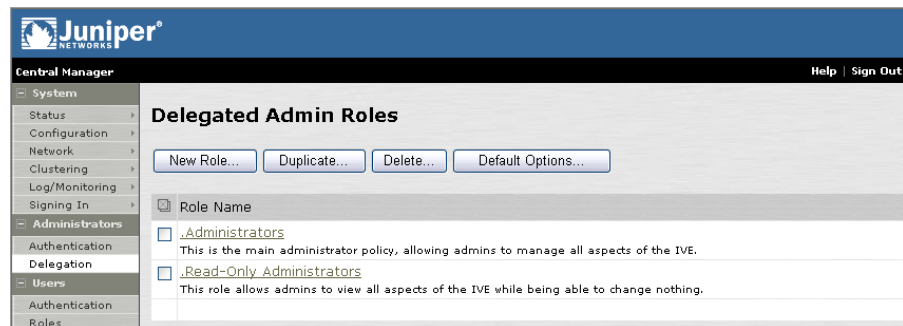 Juniper®
NETWORKS
Central Manager
Help | Sign Out
System
Status
Configuration
Network
Clustering
Log/Monitoring
Signing In
Administrators
Authentication
Delegation
Users
Authentication
Roles
Delegated Admin Roles
New Role... Duplicate... Delete... Default Options...
Role Name
.Administrators
This is the main administrator policy, allowing admins to manage all aspects of the IVE.
.Read-Only Administrators
This role allows admins to view all aspects of the IVE while being able to change nothing.